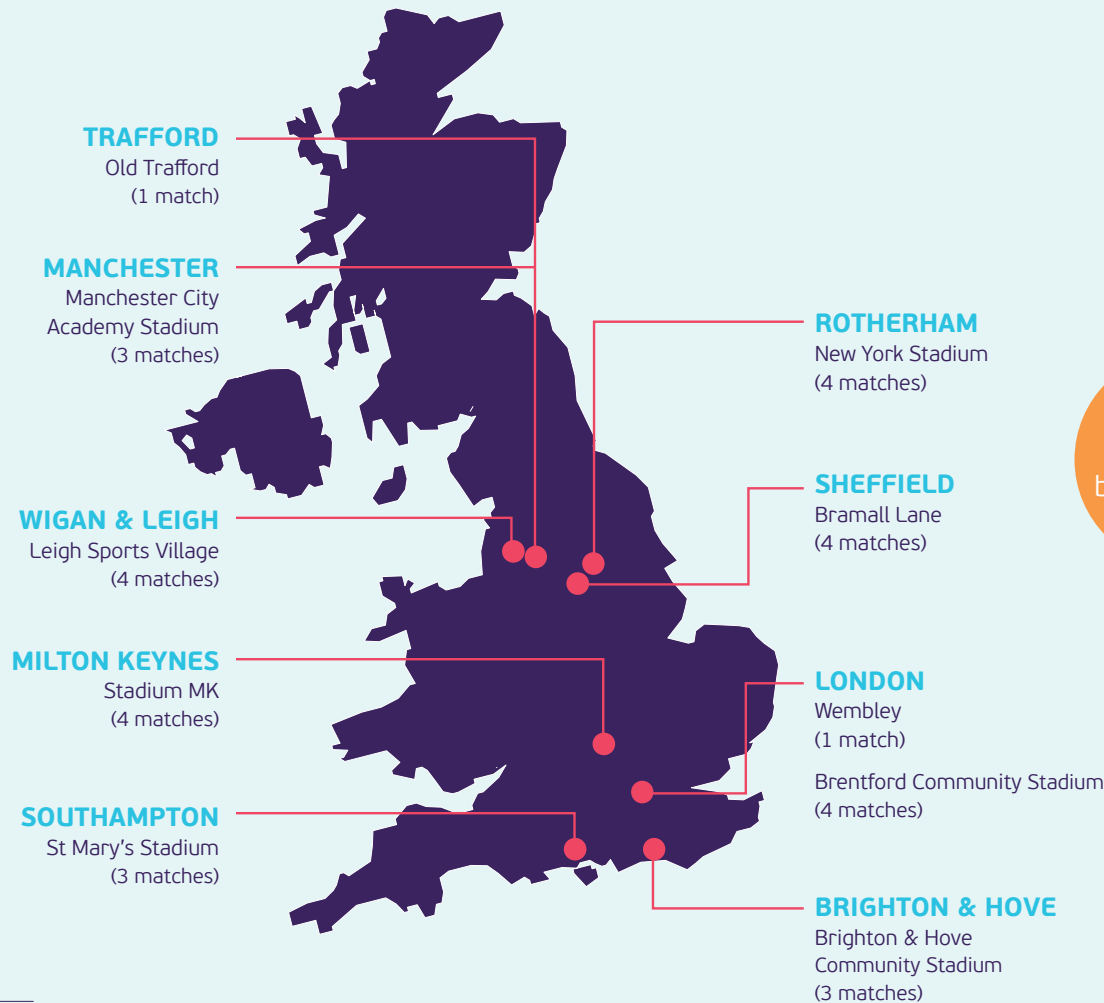 TRAFFORD
Old Trafford
(1 match)
MANCHESTER
Manchester City
Academy Stadium
(3 matches)
WIGAN & LEIGH
Leigh Sports Village
(4 matches)
MILTON KEYNES
Stadium MK
(4 matches)
SOUTHAMPTON
St Mary's Stadium
(3 matches)
ROTHERHAM
New York Stadium
(4 matches)
SHEFFIELD
Bramall Lane
(4 matches)
LONDON
Wembley
(1 match)
Brentford Community Stadium
(4 matches)
BRIGHTON & HOVE
Brighton & Hove
Community Stadium
(3 matches)